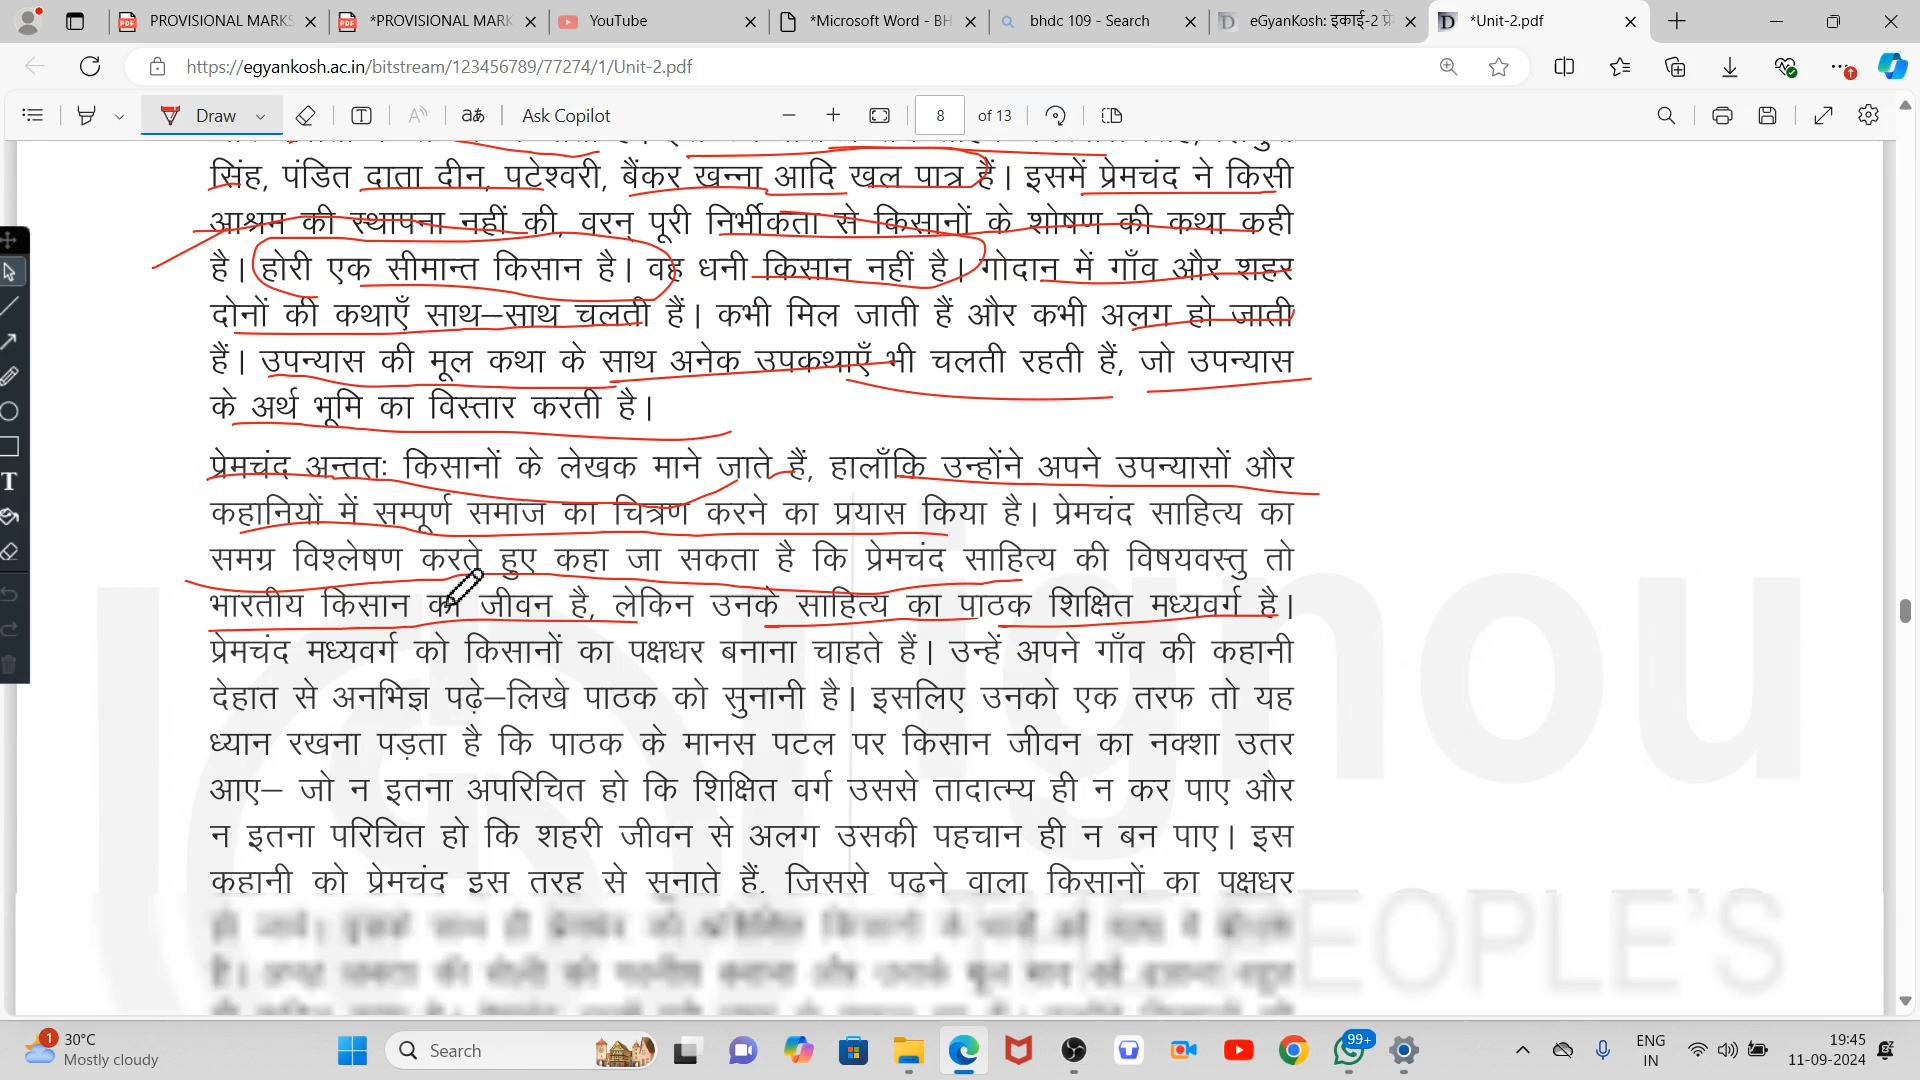 PROVISIONAL MARKS
*PROVISIONAL MARK
YouTube
*Microsoft Word - BH
bhdc 109 - Search
eGyanKosh: इकाई-2 प्रे
*Unit-2.pdf
https://egyankosh.ac.in/bitstream/123456789/77274/1/Unit-2.pdf
Draw
Ask Copilot
8 of 13
सिंह, पंडित दाता दीन, पटेश्वरी, बैंकर खन्ना आदि खल पात्र हैं। इसमें प्रेमचंद ने किसी
आश्रम की स्थापना नहीं की, वरन् पूरी निर्भीकता से किसानों के शोषण की कथा कही
है। होरी एक सीमान्त किसान है। वह धनी किसान नहीं है। गोदान में गाँव और शहर
दोनों की कथाएँ साथ–साथ चलती हैं। कभी मिल जाती हैं और कभी अलग हो जाती
हैं। उपन्यास की मूल कथा के साथ अनेक उपकथाएँ भी चलती रहती हैं, जो उपन्यास
के अर्थ भूमि का विस्तार करती है।
प्रेमचंद अन्ततः किसानों के लेखक माने जाते हैं, हालाँकि उन्होंने अपने उपन्यासों और
कहानियों में सम्पूर्ण समाज का चित्रण करने का प्रयास किया है। प्रेमचंद साहित्य का
समग्र विश्लेषण करते हुए कहा जा सकता है कि प्रेमचंद साहित्य की विषयवस्तु तो
भारतीय किसान का जीवन है, लेकिन उनके साहित्य का पाठक शिक्षित मध्यवर्ग है।
प्रेमचंद मध्यवर्ग को किसानों का पक्षधर बनाना चाहते हैं। उन्हें अपने गाँव की कहानी
देहात से अनभिज्ञ पढ़े–लिखे पाठक को सुनानी है। इसलिए उनको एक तरफ तो यह
ध्यान रखना पड़ता है कि पाठक के मानस पटल पर किसान जीवन का नक्शा उतर
आए– जो न इतना अपरिचित हो कि शिक्षित वर्ग उससे तादात्म्य ही न कर पाए और
न इतना परिचित हो कि शहरी जीवन से अलग उसकी पहचान ही न बन पाए। इस
कहानी को प्रेमचंद इस तरह से सुनाते हैं, जिससे पढ़ने वाला किसानों का पक्षधर
ignou
THE PEOPLE'S
1
30°C
Mostly cloudy
Search
99+
ENG
IN
19:45
11-09-2024